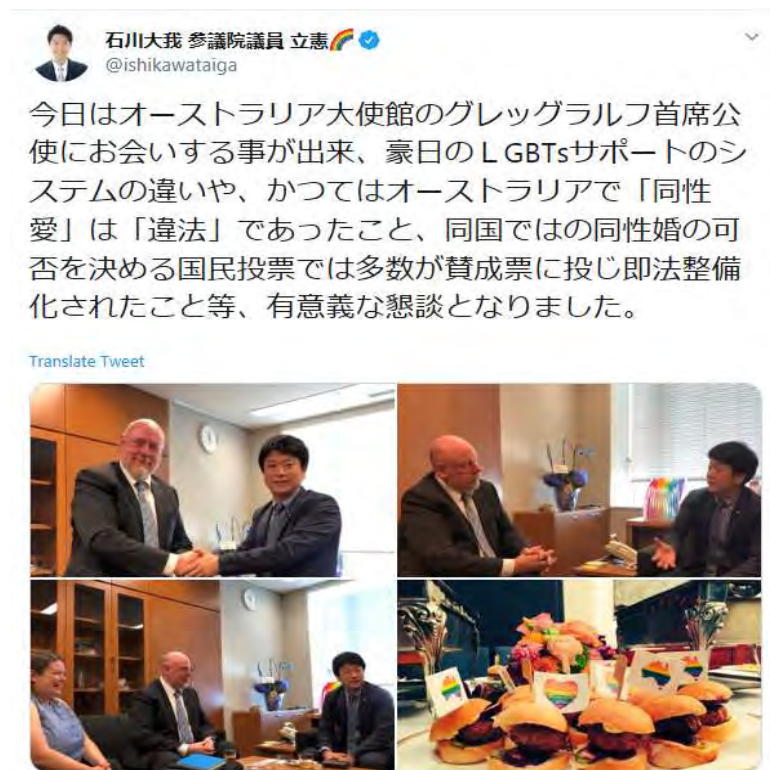 石川大我 参議院議員 立憲🌈
@ishikawataiga
今日はオーストラリア大使館のグレッグラルフ首席公
使にお会いする事が出来、豪日のＬGBTsサポートのシ
ステムの違いや、かつてはオーストラリアで「同性
愛」は「違法」であったこと、同国ではの同性婚の可
否を決める国民投票では多数が賛成票に投じ即法整備
化されたこと等、有意義な懇談となりました。
Translate Tweet